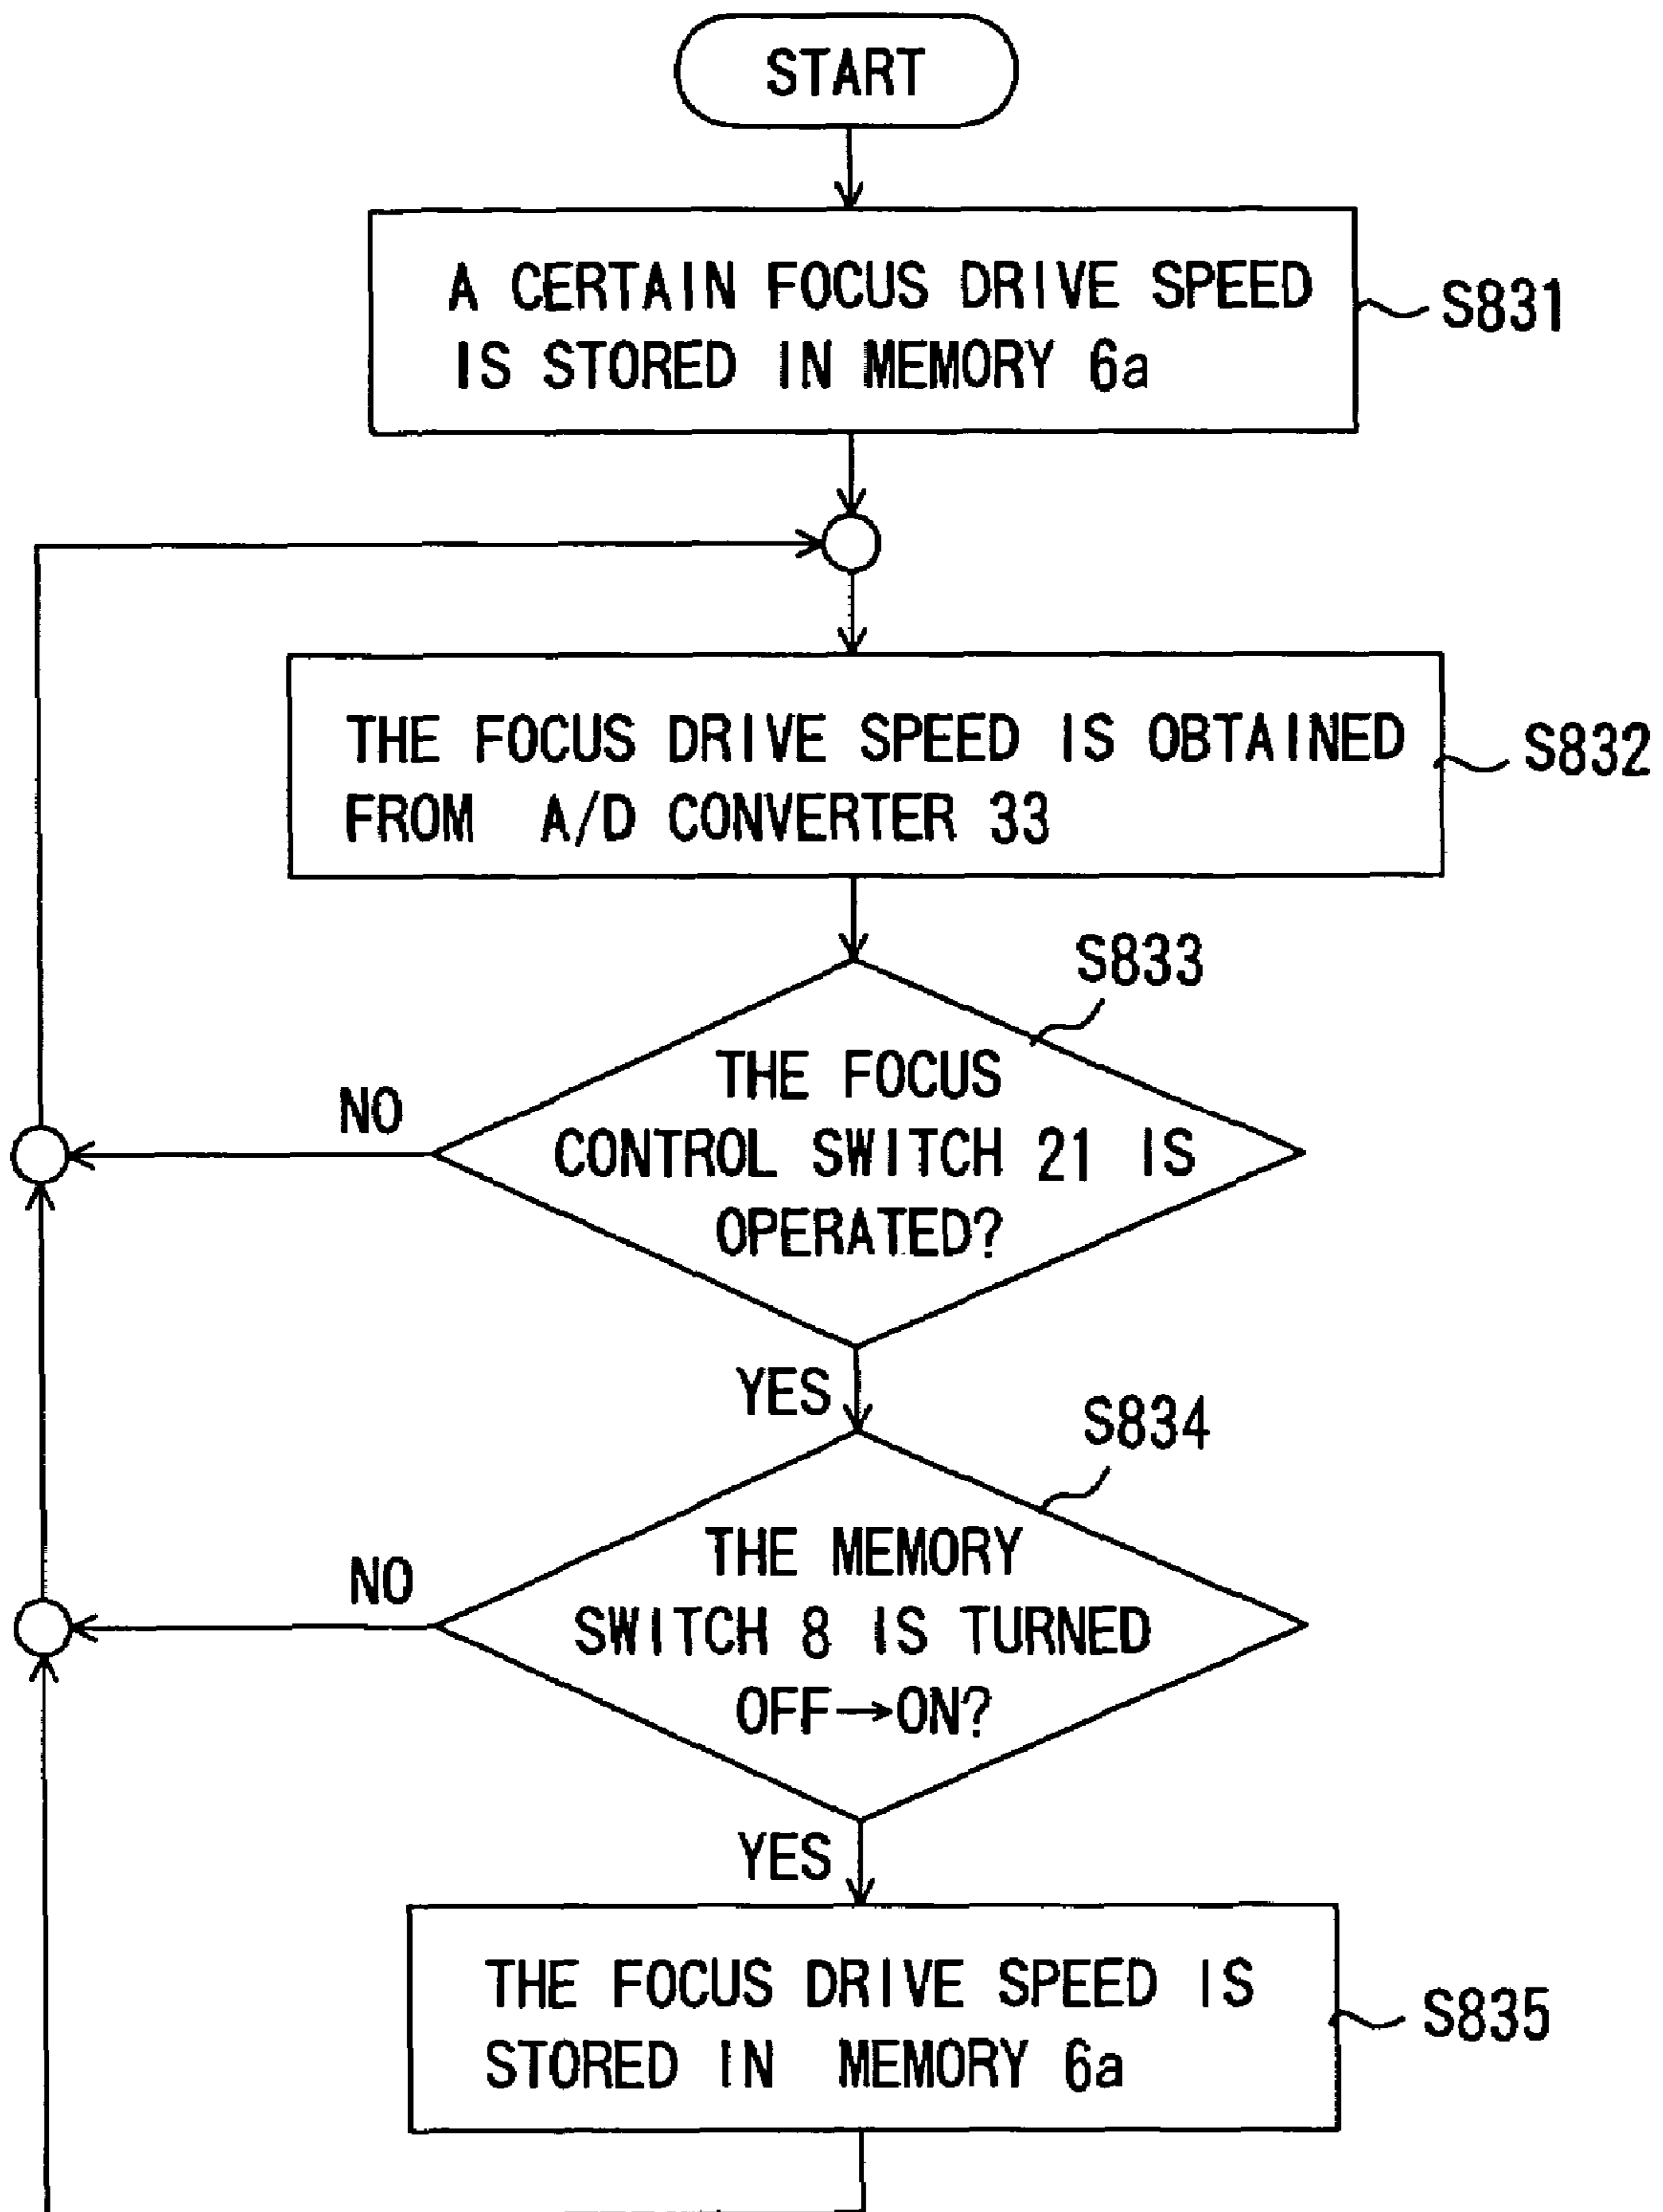 START
A CERTAIN FOCUS DRIVE SPEED
IS STORED IN MEMORY 6a
S831
THE FOCUS DRIVE SPEED IS OBTAINED
FROM A/D CONVERTER 33
S832
S833
THE FOCUS
CONTROL SWITCH 21 IS
OPERATED?
NO
YES
S834
THE MEMORY
SWITCH 8 IS TURNED
OFF→ON?
NO
YES
THE FOCUS DRIVE SPEED IS
STORED IN MEMORY 6a
S835